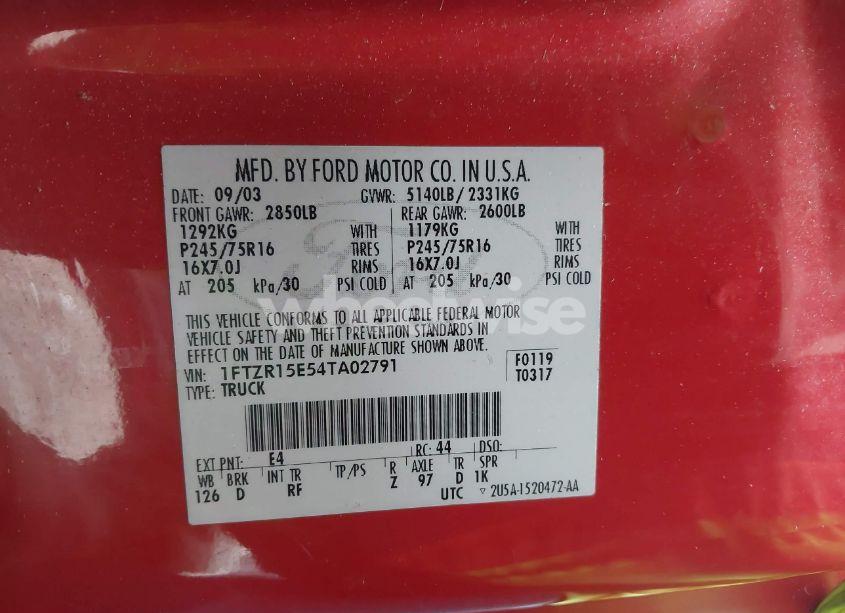 MFD. BY FORD MOTOR CO. IN U.S.A.
DATE: 09/03 GVWR: 5140LB / 2331KG
FRONT GAWR: 2850LB REAR GAWR: 2600LB
1292KG WITH 1179KG WITH
P245/75R16 TIRES P245/75R16 TIRES
16X7.0J RIMS 16X7.0J RIMS
AT 205 kPa/30 PSI COLD AT 205 kPa/30 PSI COLD
wheelwise
THIS VEHICLE CONFORMS TO ALL APPLICABLE FEDERAL MOTOR
VEHICLE SAFETY AND THEFT PREVENTION STANDARDS IN
EFFECT ON THE DATE OF MANUFACTURE SHOWN ABOVE.
VIN: 1FTZR15E54TA02791 F0119
TYPE: TRUCK T0317
EXT PNT: E4 RC: 44 DSO:
WB BRK INT TR TP/PS R AXLE TR SPR
126 D RF Z 97 D 1K
UTC ▽ 2U5A-1520472-AA